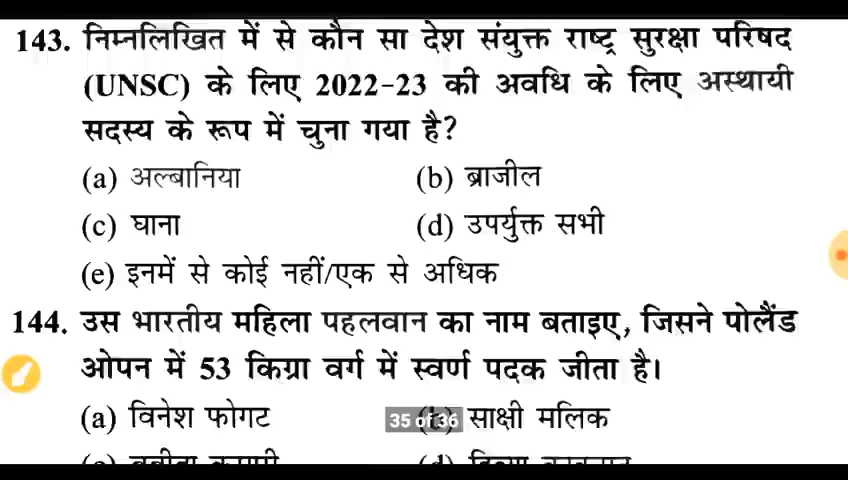 143. निम्नलिखित में से कौन सा देश संयुक्त राष्ट्र सुरक्षा परिषद
(UNSC) के लिए 2022-23 की अवधि के लिए अस्थायी
सदस्य के रूप में चुना गया है?
(a) अल्बानिया (b) ब्राजील
(c) घाना (d) उपर्युक्त सभी
(e) इनमें से कोई नहीं/एक से अधिक
144. उस भारतीय महिला पहलवान का नाम बताइए, जिसने पोलैंड
ओपन में 53 किग्रा वर्ग में स्वर्ण पदक जीता है।
(a) विनेश फोगट (b) साक्षी मलिक
35 of 36